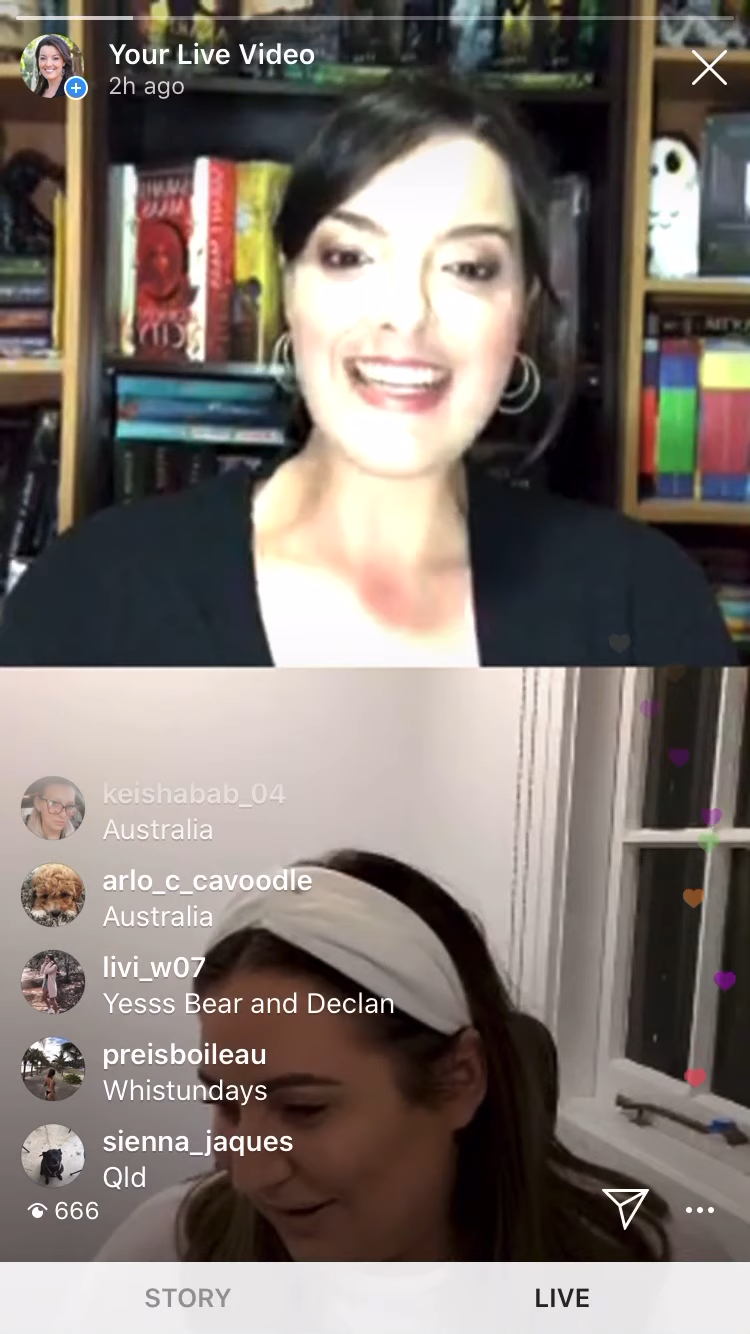 Your Live Video
2h ago
CITY
keishabab_04
Australia
arlo_c_cavoodle
Australia
livi_w07
Yesss Bear and Declan
preisboileau
Whistundays
sienna_jaques
Qld
666
STORY
LIVE